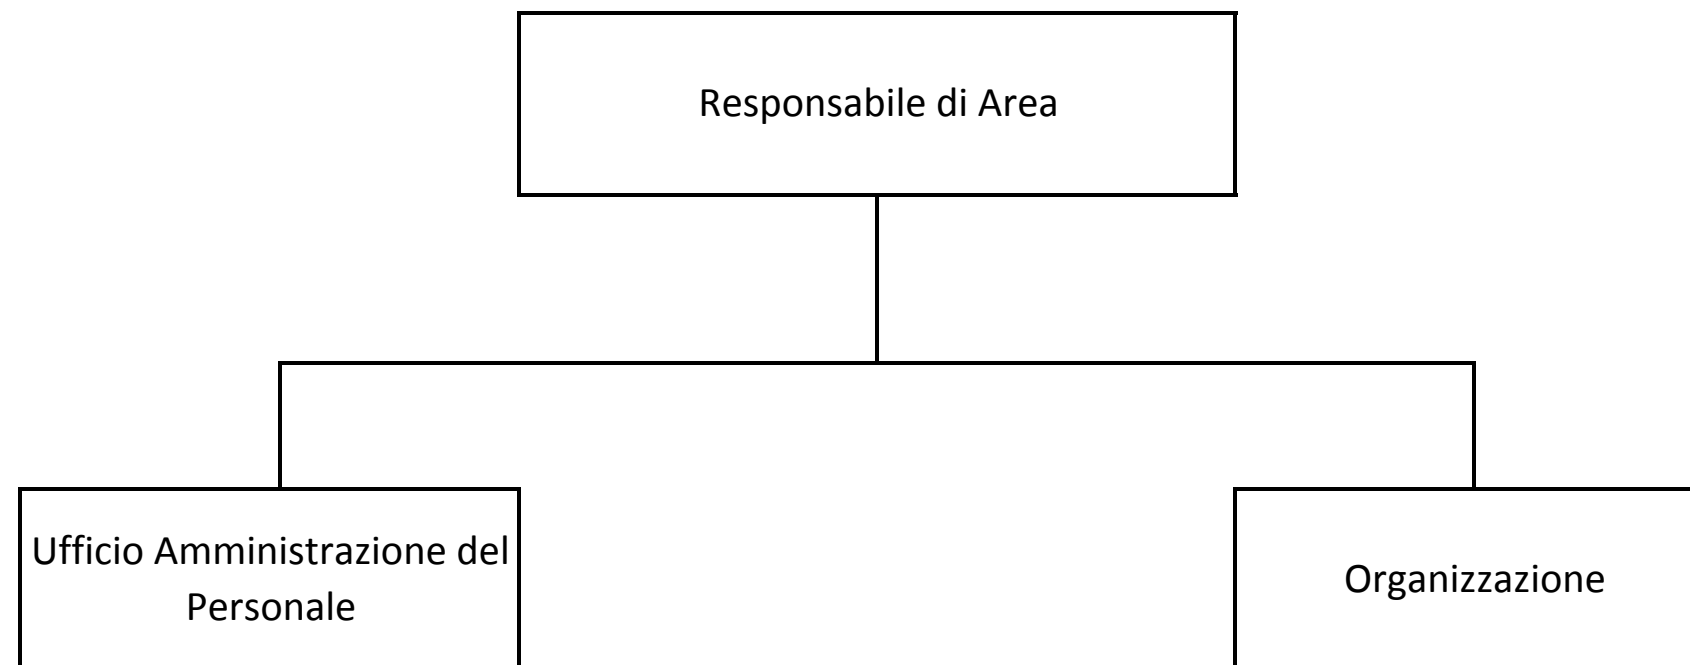 Responsabile di Area
Ufficio Amministrazione del
Personale
Organizzazione